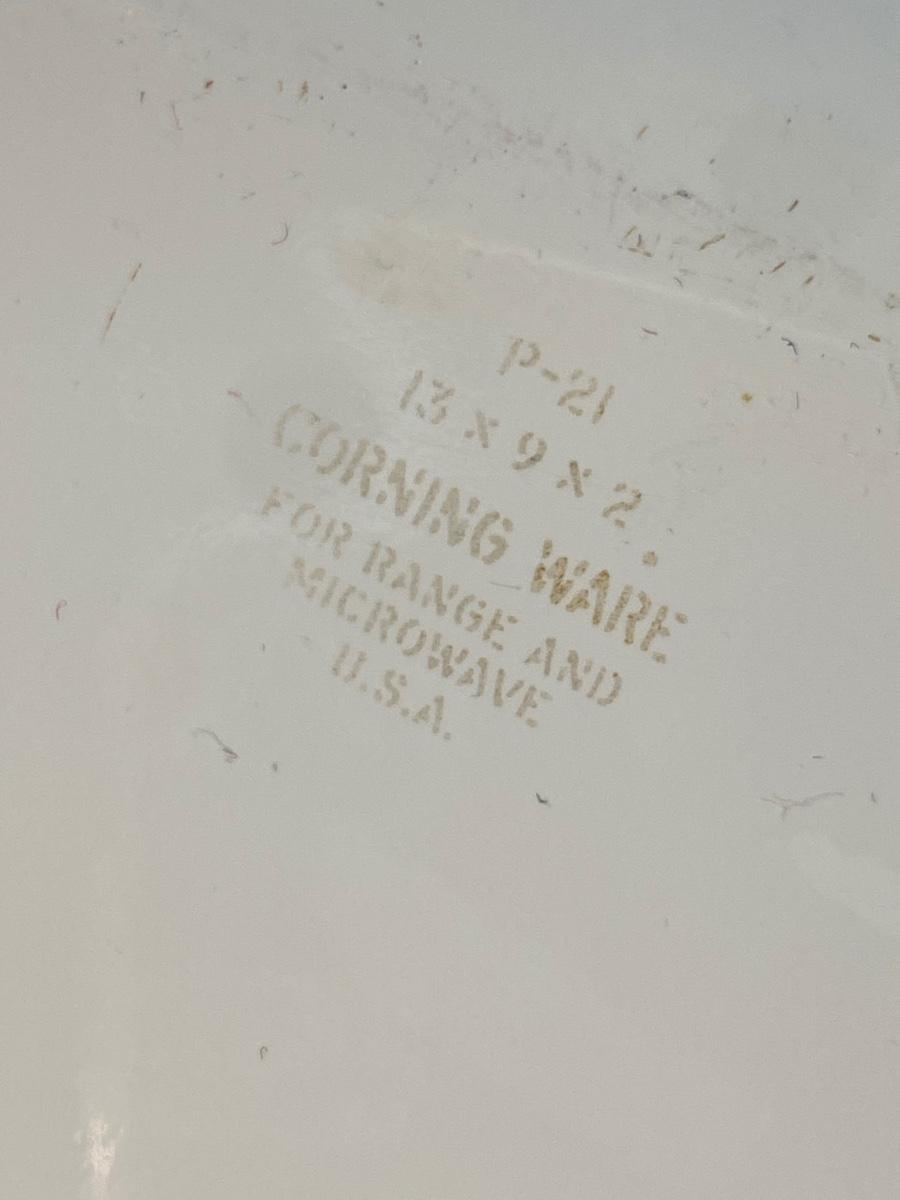 P-21
13 x 9 x 2
CORNING WARE
FOR RANGE AND
MICROWAVE
U.S.A.